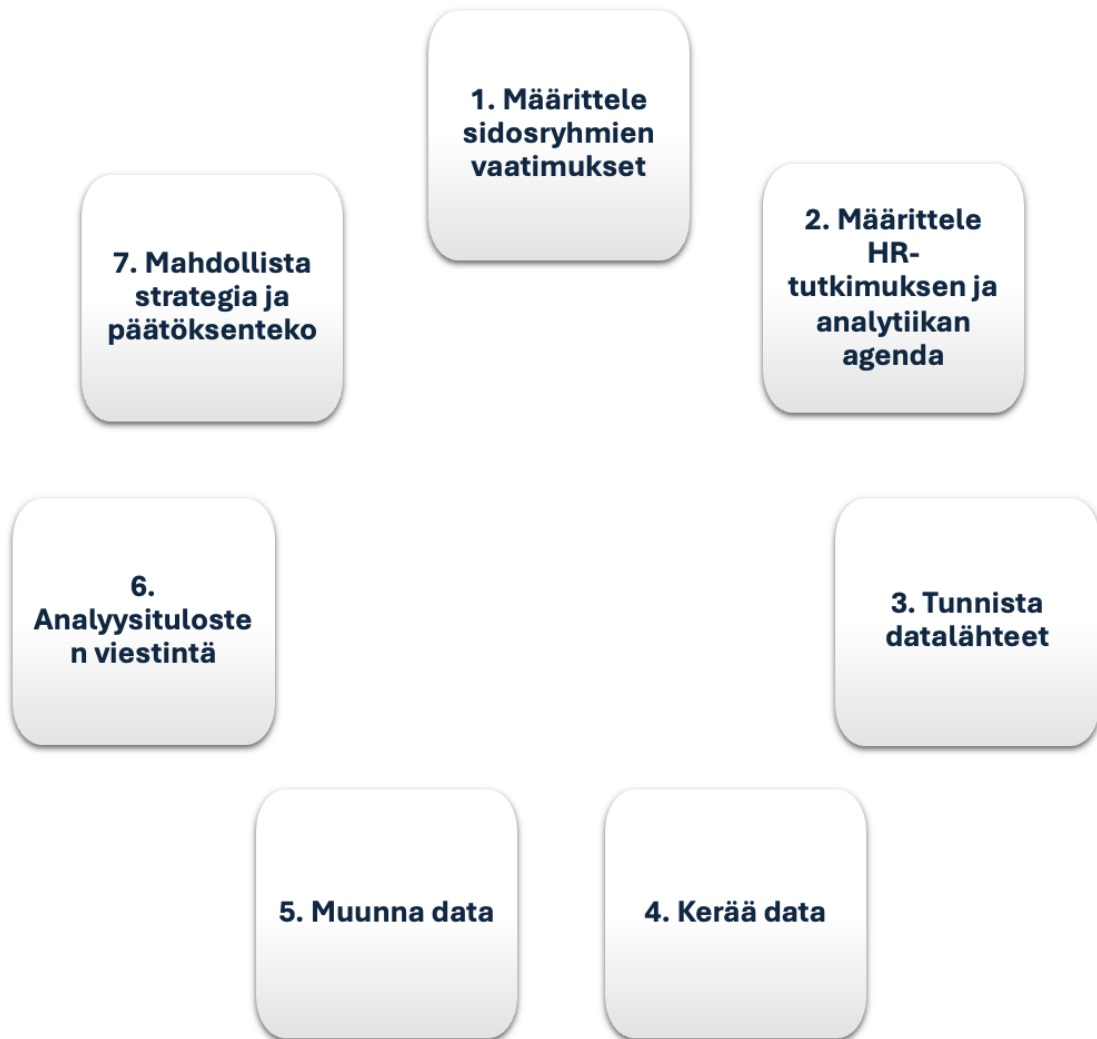 1. Määrittele
sidosryhmien
vaatimukset
2. Määrittele
HR-
tutkimuksen ja
analytiikan
agenda
3. Tunnista
datalähteet
4. Kerää data
5. Muunna data
6.
Analyysituloste
n viestintä
7. Mahdollista
strategia ja
päätöksenteko